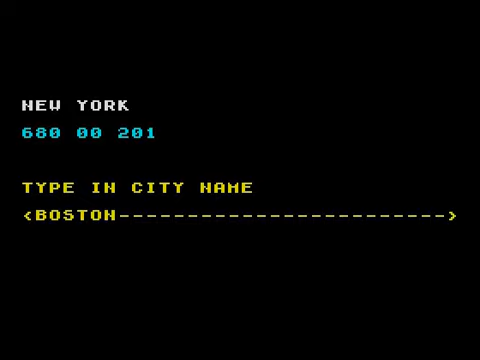 NEW YORK
680 00 201
TYPE IN CITY NAME
<BOSTON------------------------>